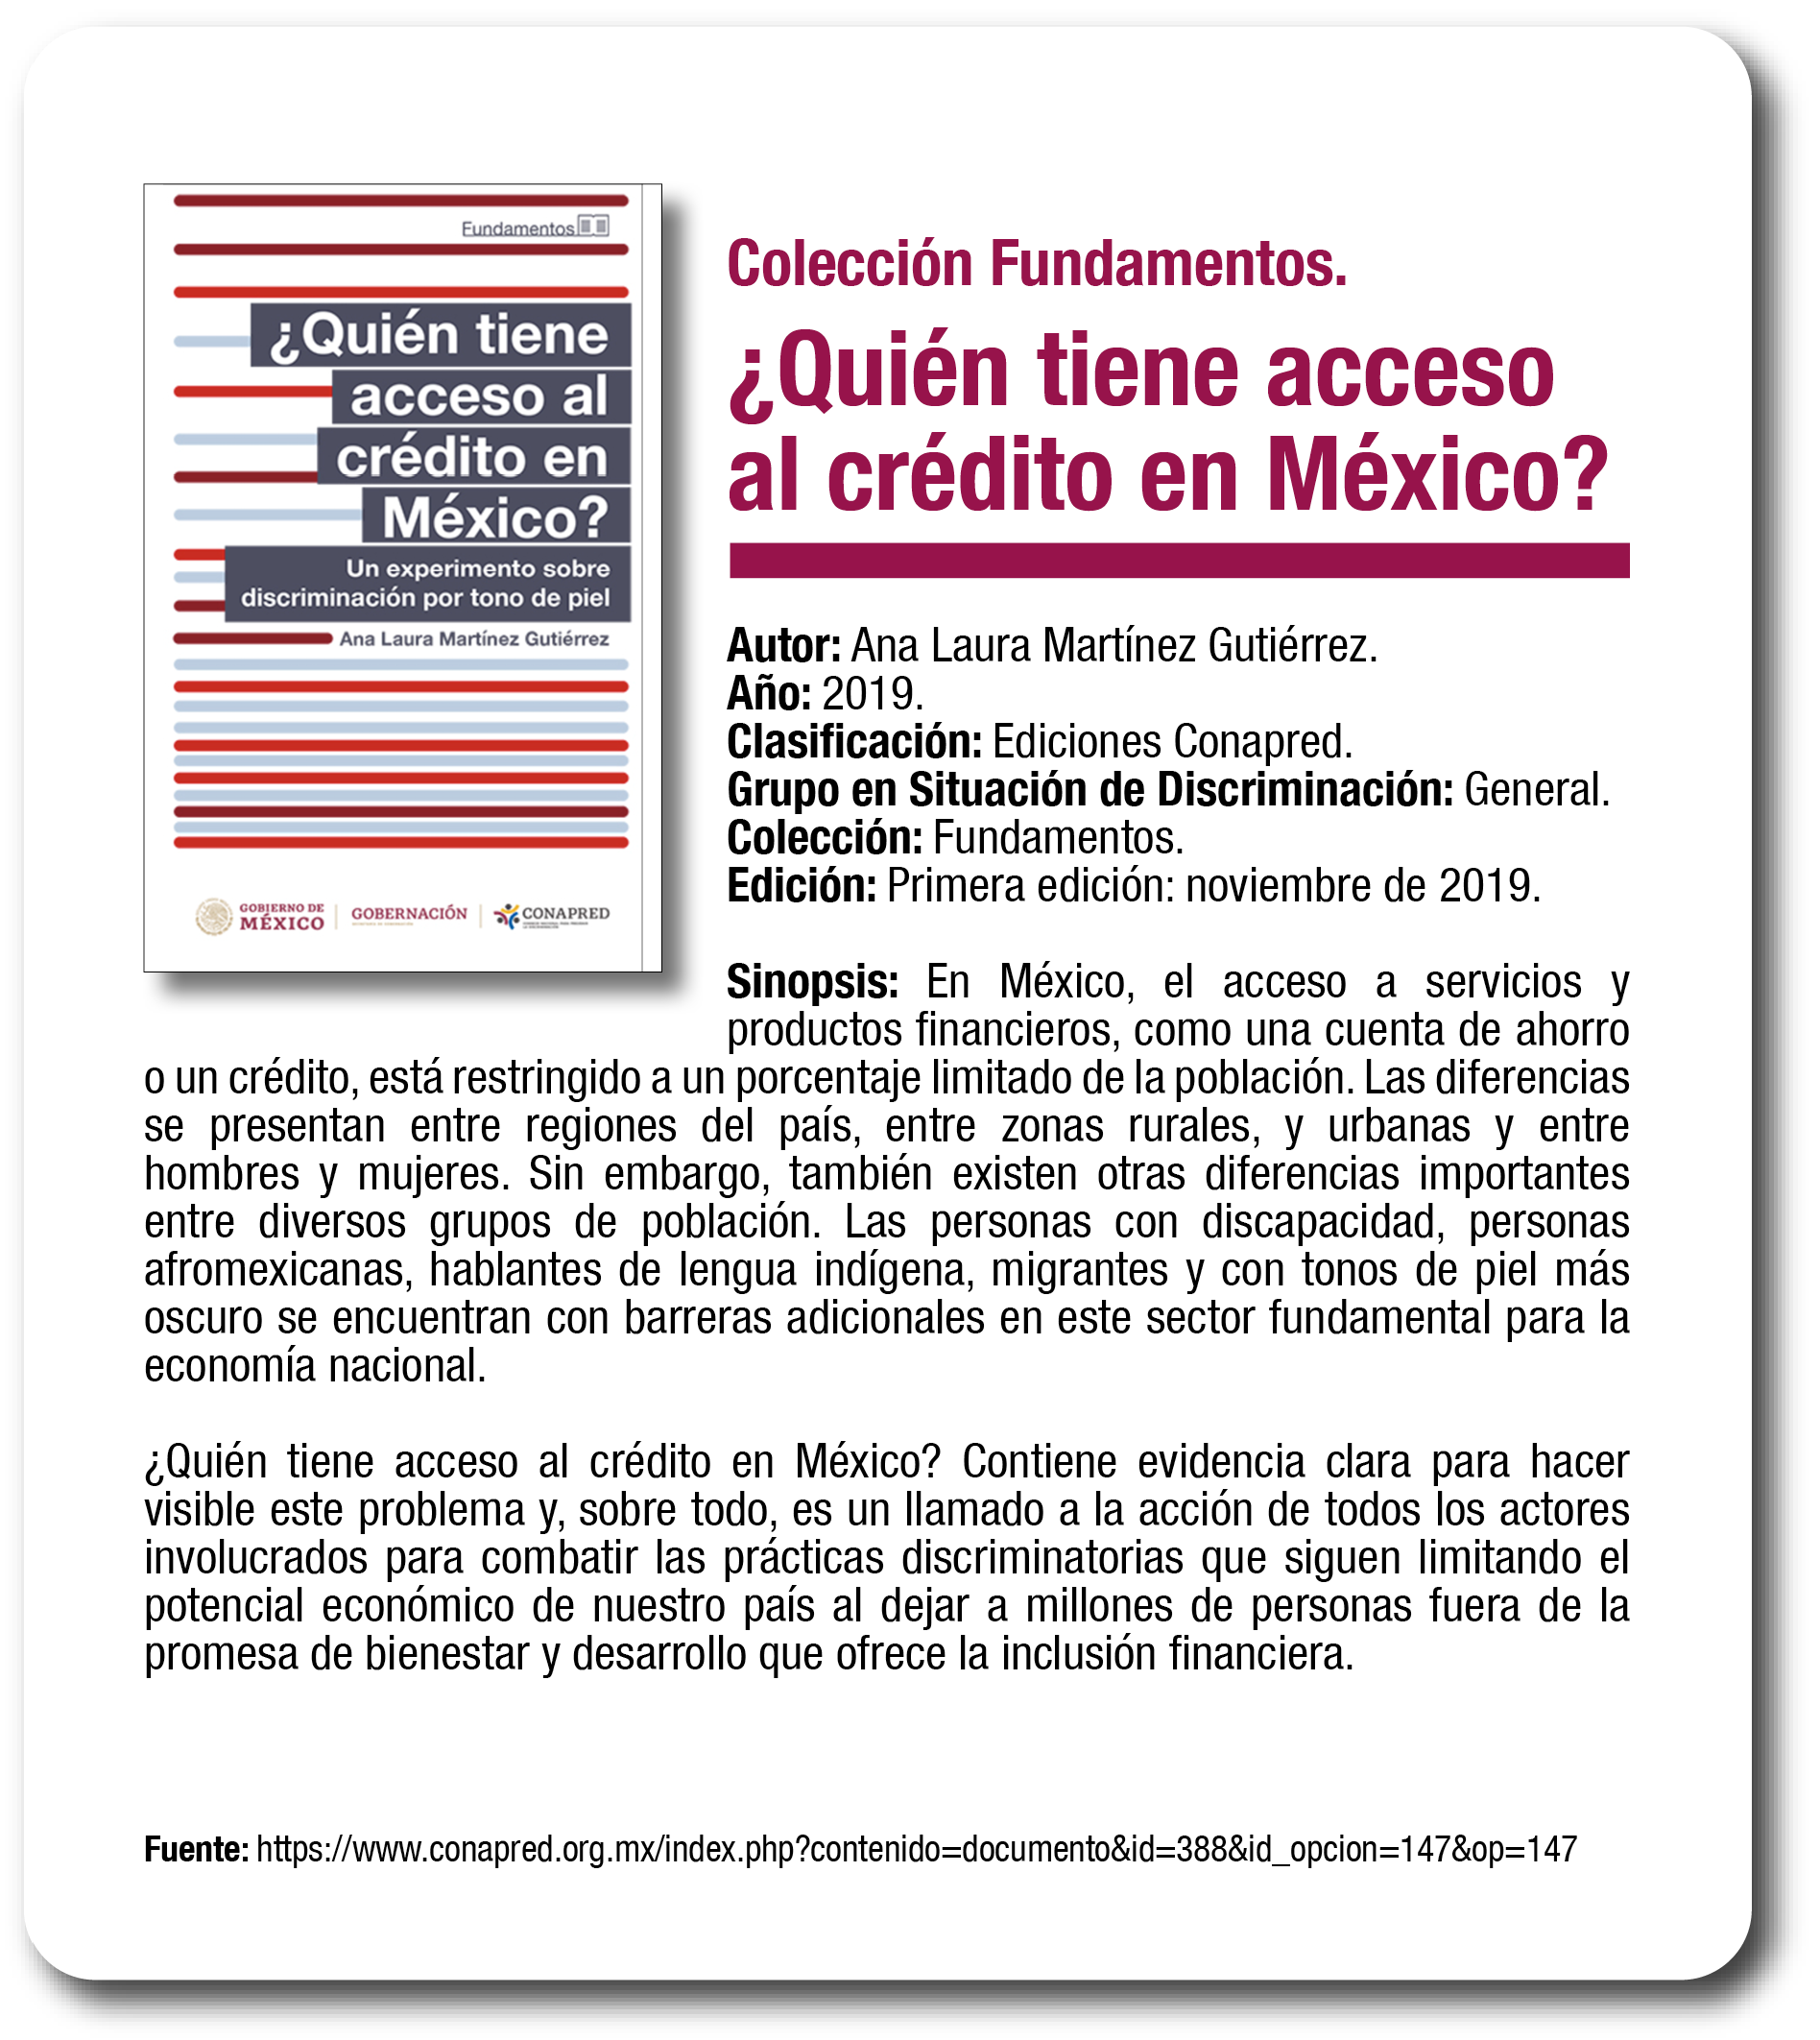 Fundamentos
¿Quién tiene
acceso al
crédito en
México?
Un experimento sobre
discriminación por tono de piel
Ana Laura Martínez Gutiérrez
GOBIERNO DE
MÉXICO
GOBERNACIÓN
CONAPRED
Colección Fundamentos.
¿Quién tiene acceso
al crédito en México?
Autor: Ana Laura Martínez Gutiérrez.
Año: 2019.
Clasificación: Ediciones Conapred.
Grupo en Situación de Discriminación: General.
Colección: Fundamentos.
Edición: Primera edición: noviembre de 2019.
Sinopsis: En México, el acceso a servicios y
productos financieros, como una cuenta de ahorro
o un crédito, está restringido a un porcentaje limitado de la población. Las diferencias
se presentan entre regiones del país, entre zonas rurales, y urbanas y entre
hombres y mujeres. Sin embargo, también existen otras diferencias importantes
entre diversos grupos de población. Las personas con discapacidad, personas
afromexicanas, hablantes de lengua indígena, migrantes y con tonos de piel más
oscuro se encuentran con barreras adicionales en este sector fundamental para la
economía nacional.
¿Quién tiene acceso al crédito en México? Contiene evidencia clara para hacer
visible este problema y, sobre todo, es un llamado a la acción de todos los actores
involucrados para combatir las prácticas discriminatorias que siguen limitando el
potencial económico de nuestro país al dejar a millones de personas fuera de la
promesa de bienestar y desarrollo que ofrece la inclusión financiera.
Fuente: https://www.conapred.org.mx/index.php?contenido=documento&id=388&id_opcion=147&op=147